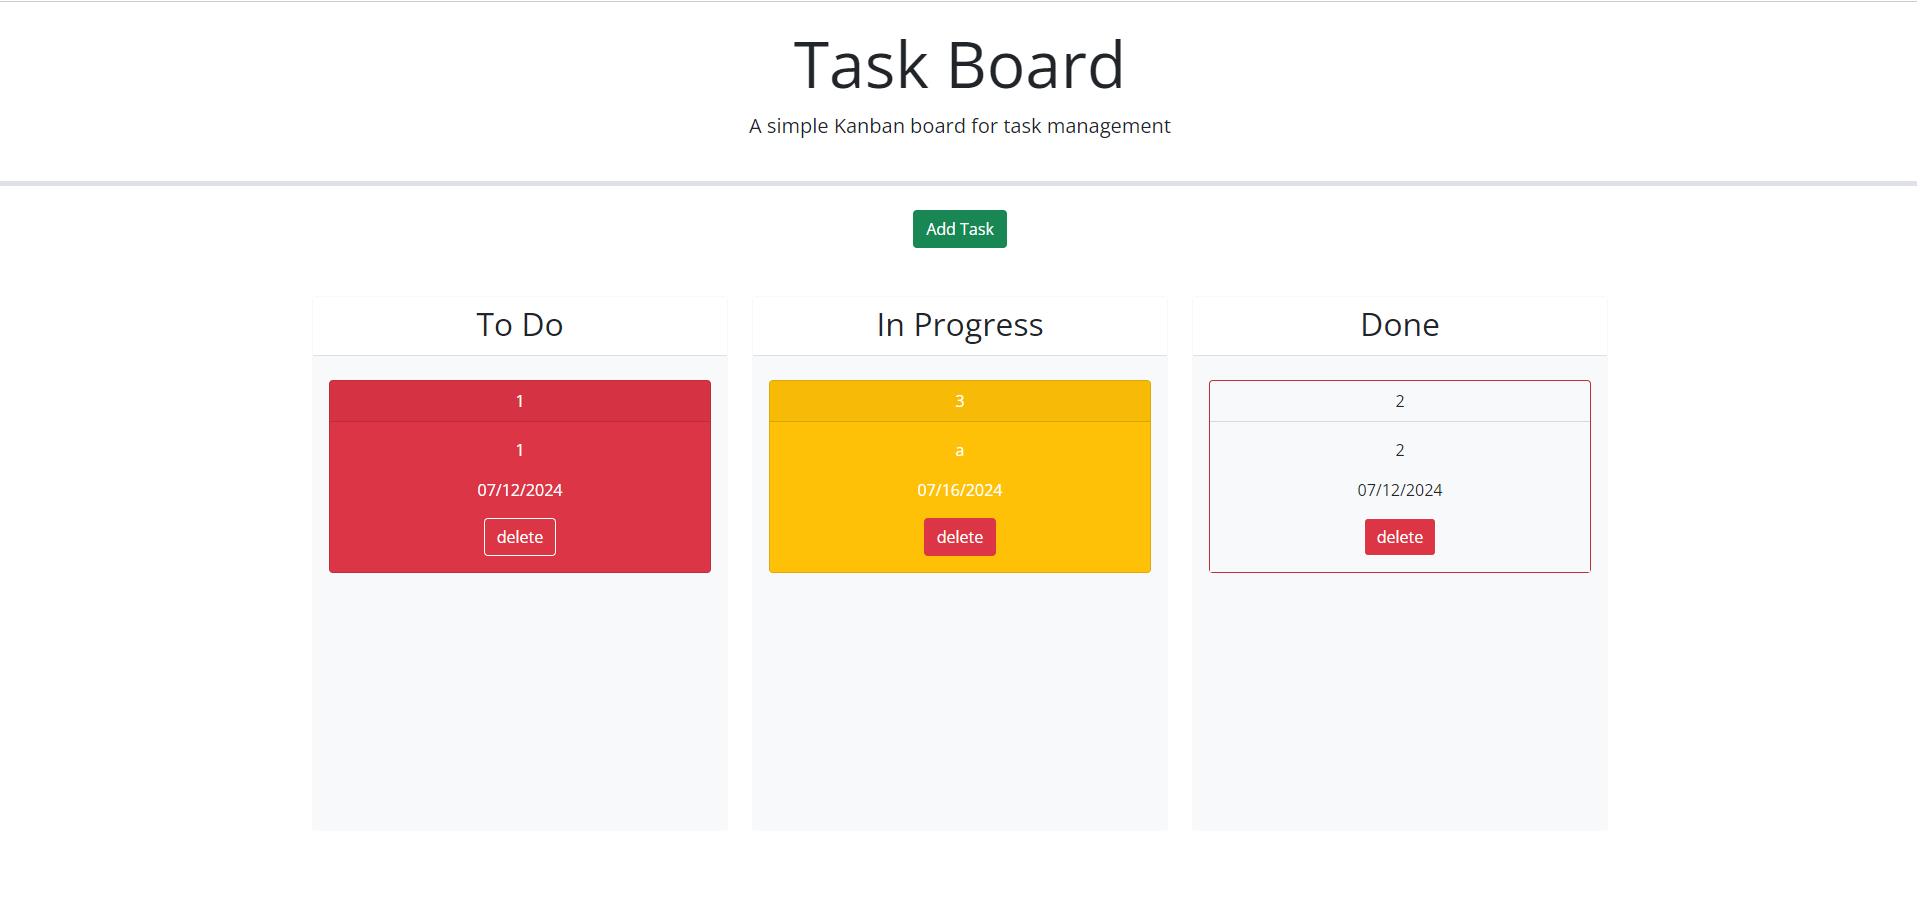 Task Board
A simple Kanban board for task management
Add Task
To Do
1
1
07/12/2024
delete
In Progress
3
a
07/16/2024
delete
Done
2
2
07/12/2024
delete